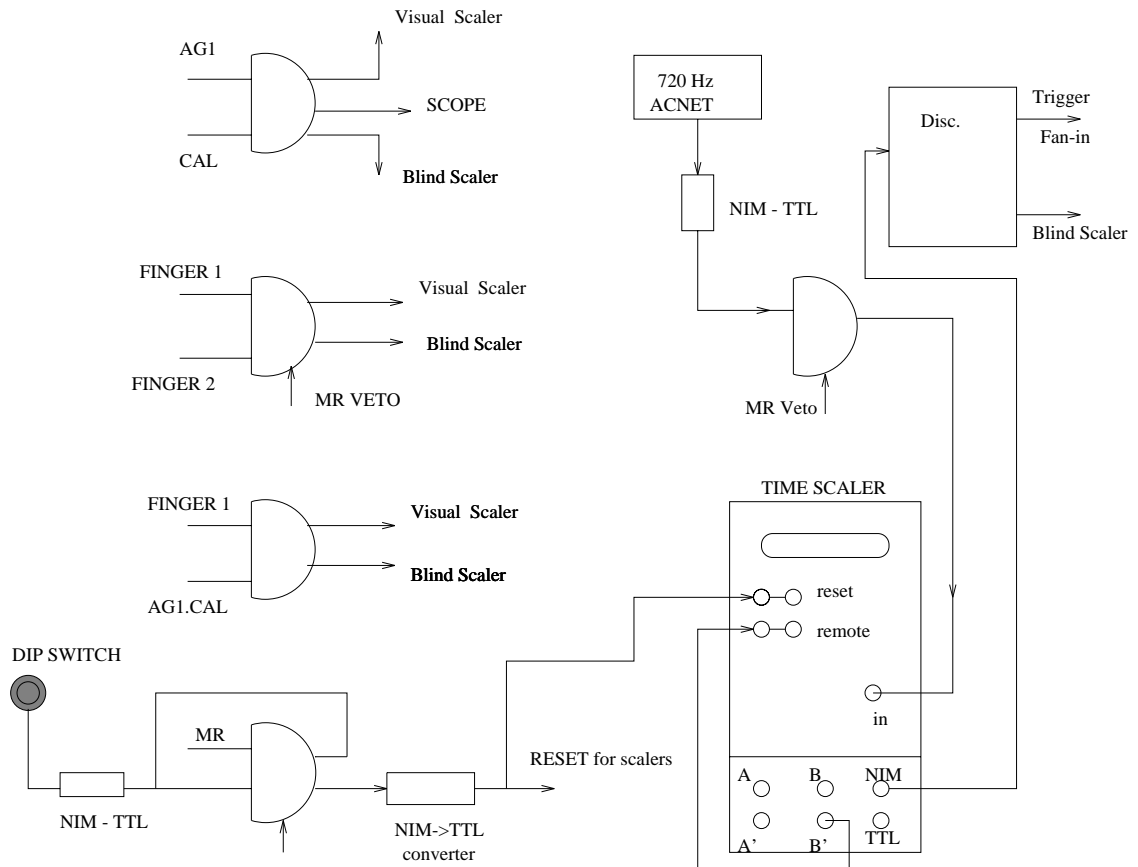 Visual Scaler
AG1
SCOPE
CAL
Blind Scaler
720 Hz
ACNET
NIM - TTL
Disc.
Trigger
Fan-in
Blind Scaler
FINGER 1
Visual Scaler
Blind Scaler
FINGER 2
MR VETO
MR Veto
FINGER 1
Visual Scaler
Blind Scaler
AG1.CAL
TIME SCALER
reset
remote
in
A
B
NIM
A'
B'
TTL
DIP SWITCH
MR
NIM - TTL
NIM->TTL
converter
RESET for scalers